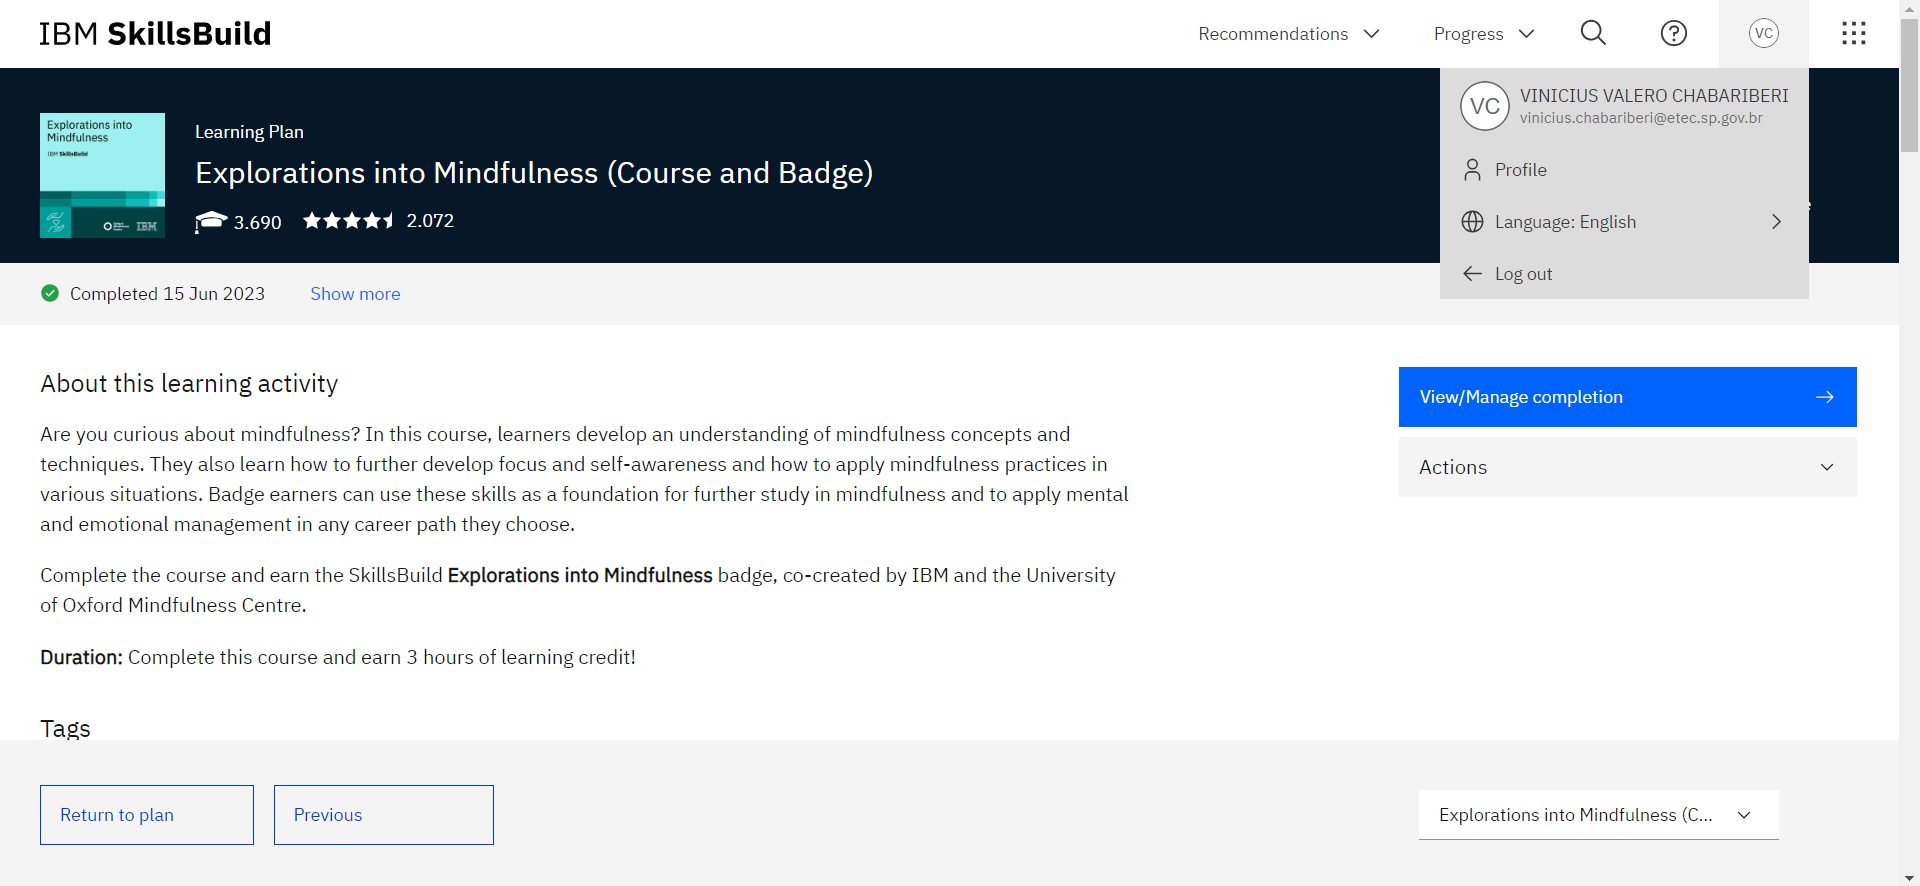 IBM SkillsBuild
Recommendations
Progress
VC
VINICIUS VALERO CHABARIBERI
VC
vinicius.chabariberi@etec.sp.gov.br
Profile
Language: English
Log out
Explorations into
Mindfulness
IBM SkillsBuild
IBM
Learning Plan
Explorations into Mindfulness (Course and Badge)
3.690
2.072
Completed 15 Jun 2023
Show more
About this learning activity
Are you curious about mindfulness? In this course, learners develop an understanding of mindfulness concepts and
techniques. They also learn how to further develop focus and self-awareness and how to apply mindfulness practices in
various situations. Badge earners can use these skills as a foundation for further study in mindfulness and to apply mental
and emotional management in any career path they choose.
Complete the course and earn the SkillsBuild Explorations into Mindfulness badge, co-created by IBM and the University
of Oxford Mindfulness Centre.
Duration: Complete this course and earn 3 hours of learning credit!
Tags
View/Manage completion
Actions
Return to plan
Previous
Explorations into Mindfulness (C...